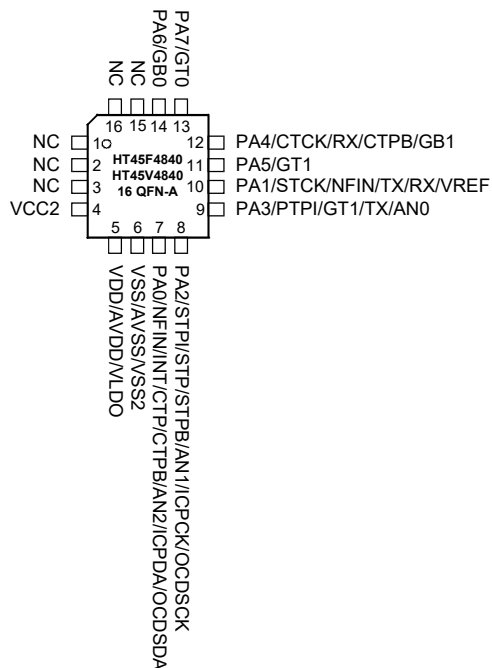 NC
NC
PA6/GB0
PA7/GT0
16 15 14 13
NC 1 12 PA4/CTCK/RX/CTPB/GB1
NC 2 HT45F4840 11 PA5/GT1
NC 3 HT45V4840 10 PA1/STCK/NFIN/TX/RX/VREF
VCC2 4 16 QFN-A 9 PA3/PTPI/GT1/TX/AN0
5 6 7 8
VDD/AVDD/VLDO
VSS/AVSS/VSS2
PA0/NFIN/INT/CTP/CTPB/AN2/ICPDA/OCDSDA
PA2/STPI/STP/STPB/AN1/ICPCK/OCDSCK